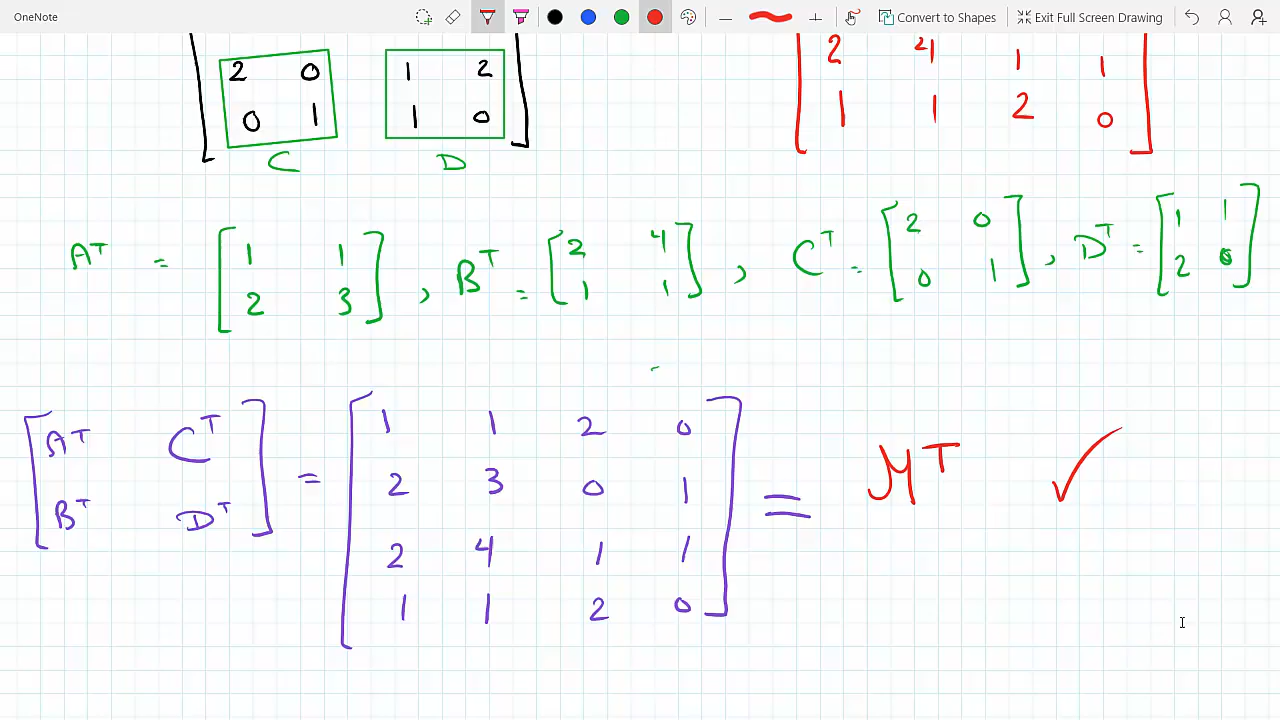 OneNote
Convert to Shapes
Exit Full Screen Drawing
2 0 1 2
0 1 1 0
C D
2 4 1 1
1 1 2 0
Aᵀ = [1 1
2 3], Bᵀ = [2 4
1 1], Cᵀ = [2 0
0 1], Dᵀ = [1 1
2 0]
[Aᵀ Cᵀ
Bᵀ Dᵀ] = [1 1 2 0
2 3 0 1
2 4 1 1
1 1 2 0] = Mᵀ ✓